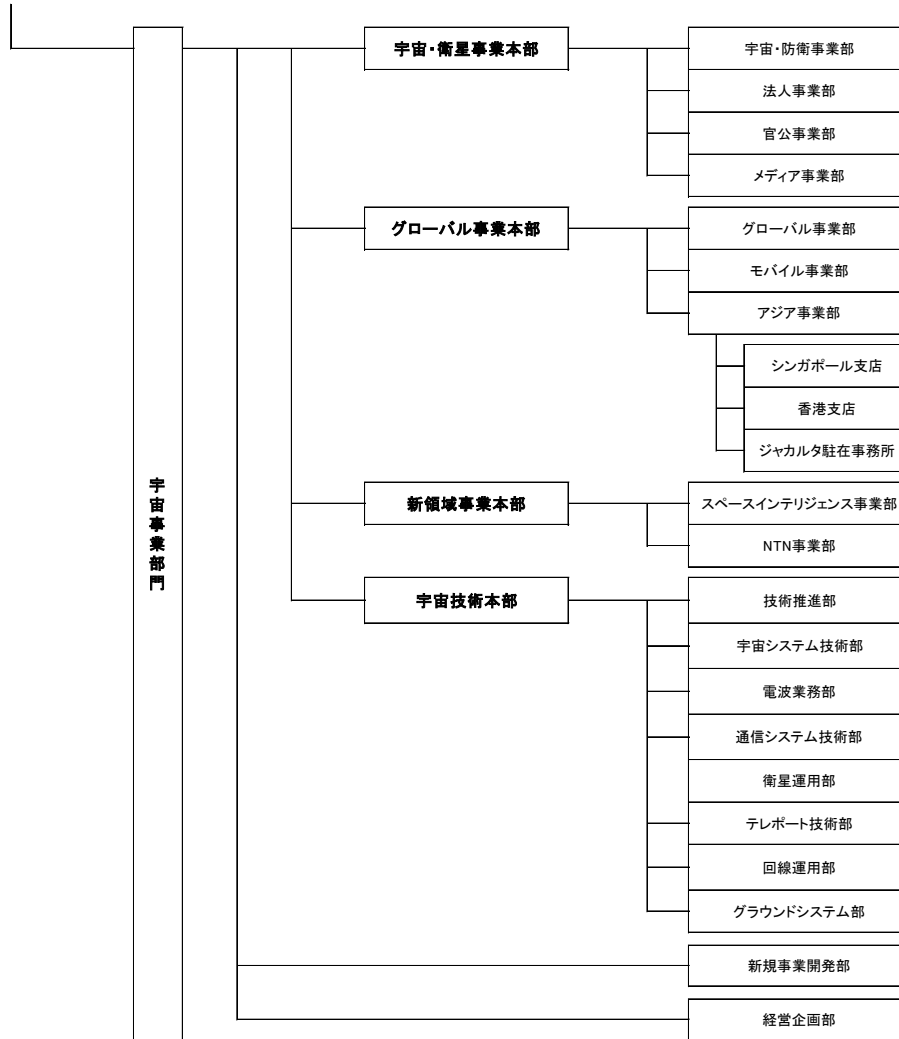 宇宙事業部門
宇宙・衛星事業本部
宇宙・防衛事業部
法人事業部
官公事業部
メディア事業部
グローバル事業本部
グローバル事業部
モバイル事業部
アジア事業部
シンガポール支店
香港支店
ジャカルタ駐在事務所
新領域事業本部
スペースインテリジェンス事業部
NTN事業部
宇宙技術本部
技術推進部
宇宙システム技術部
電波業務部
通信システム技術部
衛星運用部
テレポート技術部
回線運用部
グラウンドシステム部
新規事業開発部
経営企画部